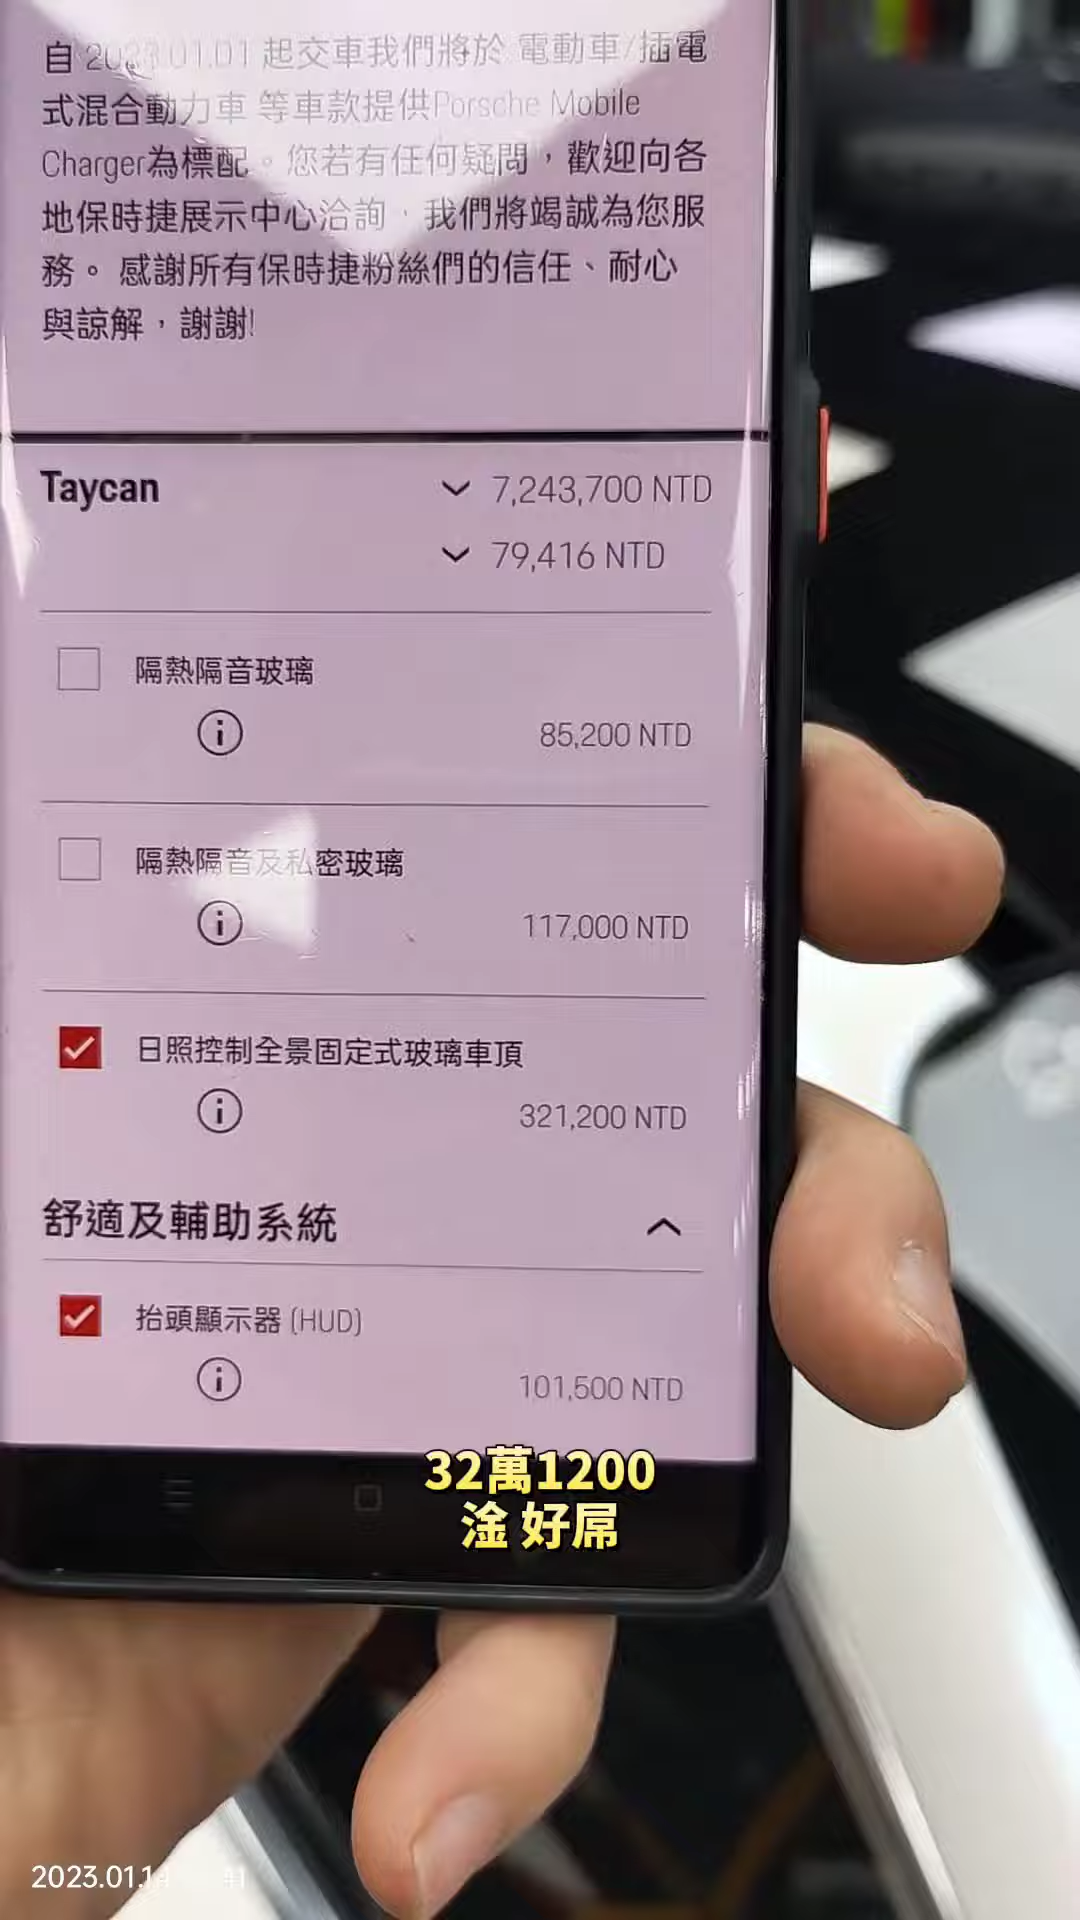 自 2023.01.01 起交車我們將於 電動車/插電
式混合動力車 等車款提供Porsche Mobile
Charger為標配。您若有任何疑問，歡迎向各
地保時捷展示中心洽詢，我們將竭誠為您服
務。 感謝所有保時捷粉絲們的信任、耐心
與諒解，謝謝!
Taycan
7,243,700 NTD
79,416 NTD
隔熱隔音玻璃
85,200 NTD
隔熱隔音及私密玻璃
117,000 NTD
日照控制全景固定式玻璃車頂
321,200 NTD
舒適及輔助系統
抬頭顯示器 (HUD)
101,500 NTD
32萬1200
淦 好屌
2023.01.14